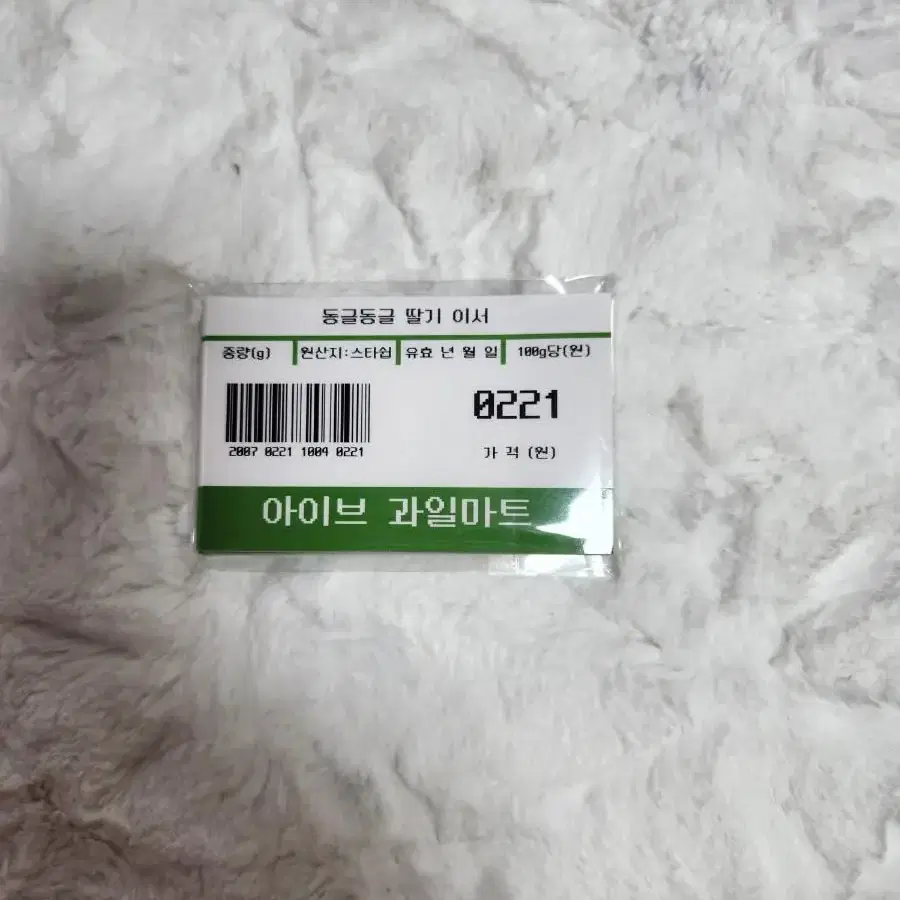 동글동글 딸기 이서
중량(g) 원산지:스타쉽 유효 년 월 일 100g당(원)
0221
2007 0221 1004 0221
가 격 (원)
아이브 과일마트